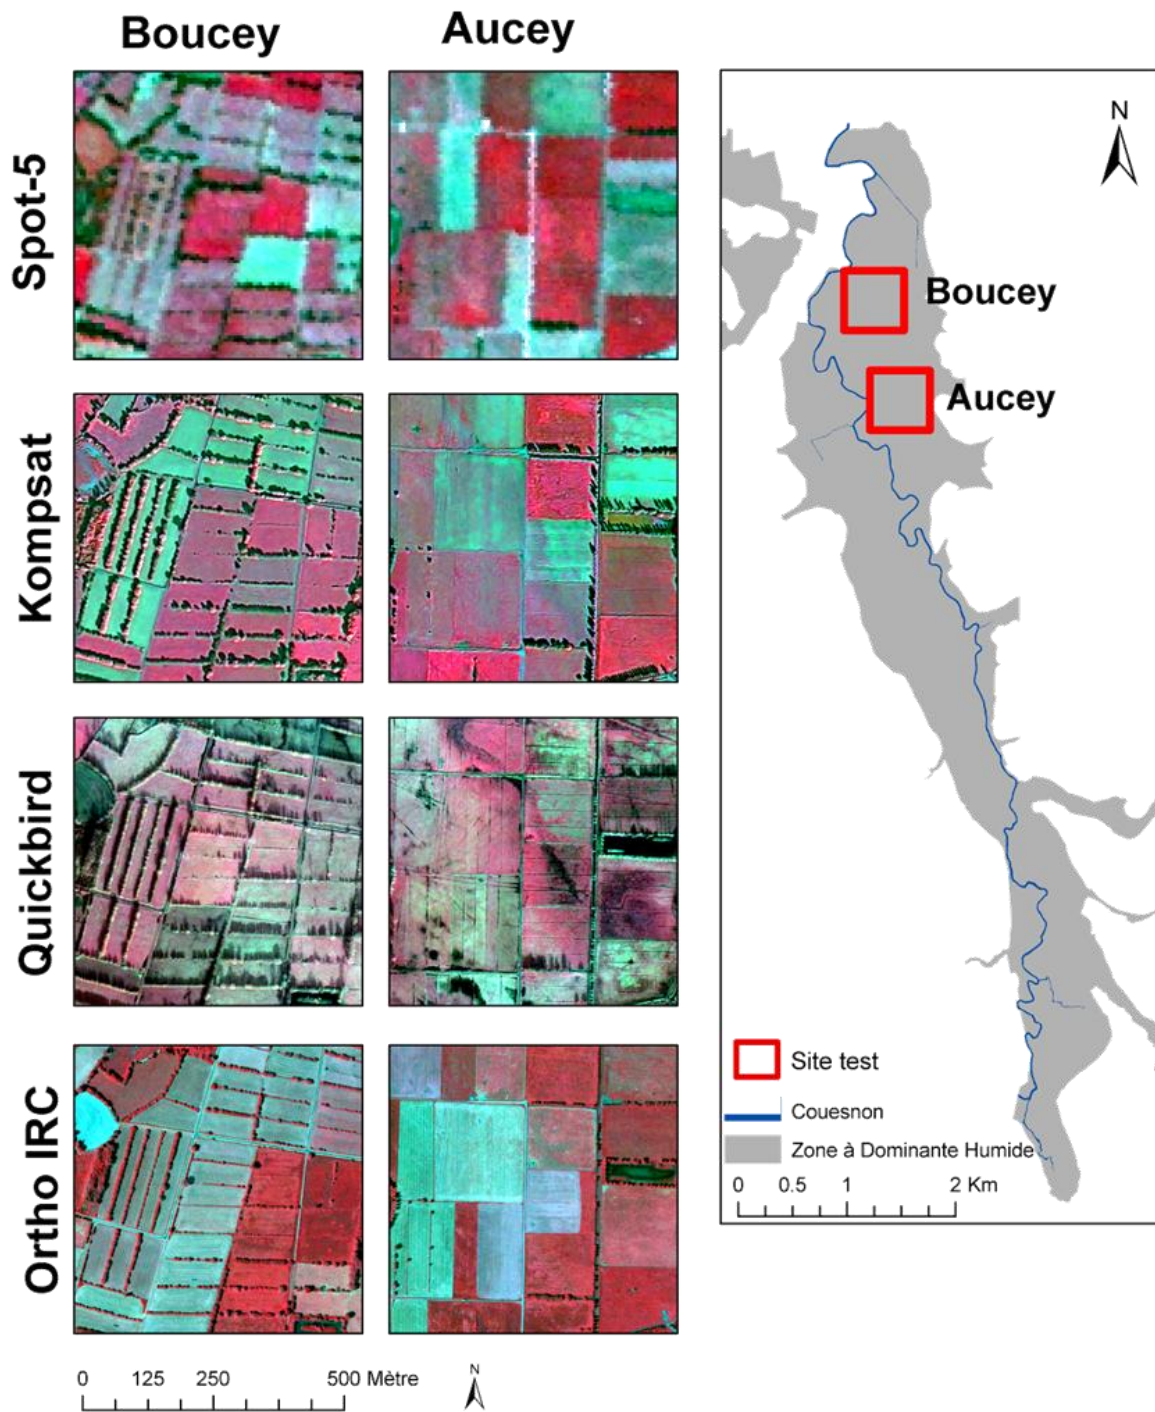 Boucey
Aucey
Spot-5
Kompsat
Quickbird
Ortho IRC
0 125 250 500 Mètre
N
N
Boucey
Aucey
Site test
Couesnon
Zone à Dominante Humide
0 0.5 1 2 Km